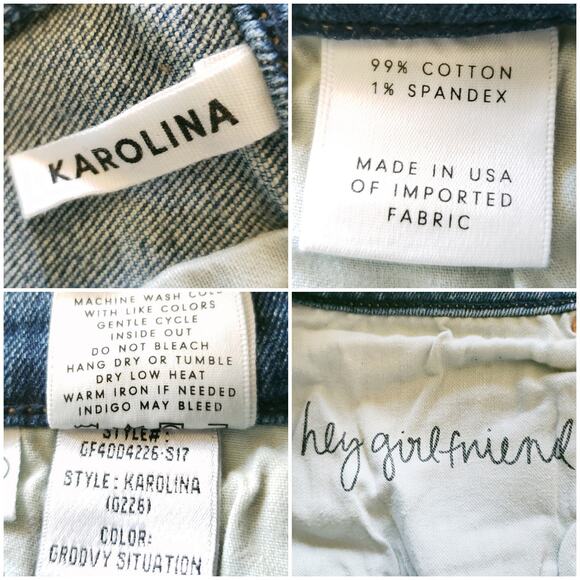 KAROLINA
99% COTTON
1% SPANDEX
MADE IN USA
OF IMPORTED
FABRIC
MACHINE WASH COLD
WITH LIKE COLORS
GENTLE CYCLE
INSIDE OUT
DO NOT BLEACH
HANG DRY OR TUMBLE
DRY LOW HEAT
WARM IRON IF NEEDED
INDIGO MAY BLEED
STYLE#:
GF4004226-S17
STYLE: KAROLINA
(G226)
COLOR:
GROOVY SITUATION
hey girlfriend